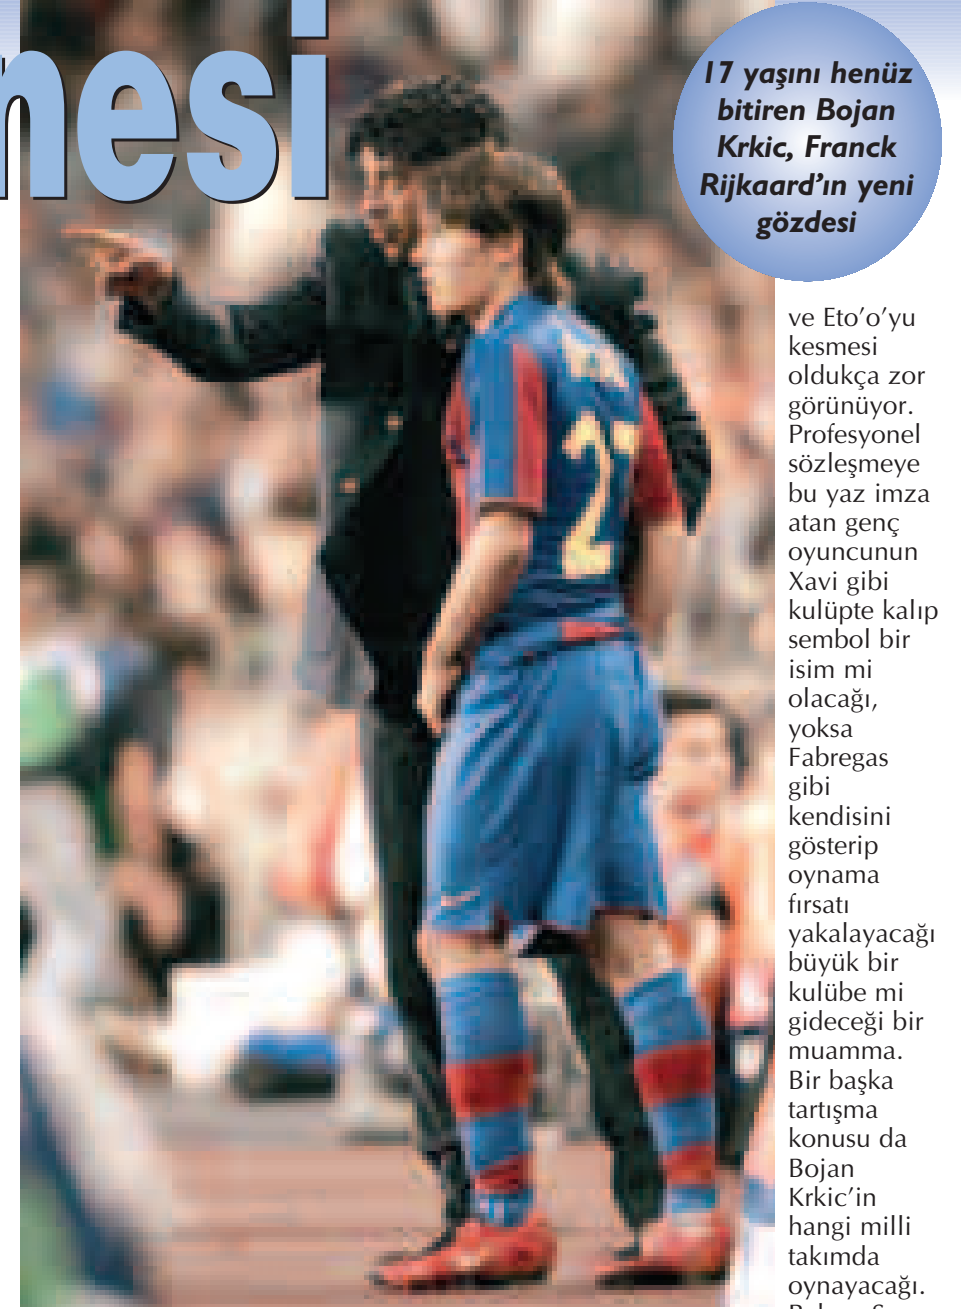 nesi
17 yaşını henüz
bitiren Bojan
Krkic, Franck
Rijkaard’ın yeni
gözdesi
27
ve Eto’o’yu
kesmesi
oldukça zor
görünüyor.
Profesyonel
sözleşmeye
bu yaz imza
atan genç
oyuncunun
Xavi gibi
kulüpte kalıp
sembol bir
isim mi
olacağı,
yoksa
Fabregas
gibi
kendisini
gösterip
oynama
fırsatı
yakalayacağı
büyük bir
kulübe mi
gideceği bir
muamma.
Bir başka
tartışma
konusu da
Bojan
Krkic’in
hangi milli
takımda
oynayacağı.